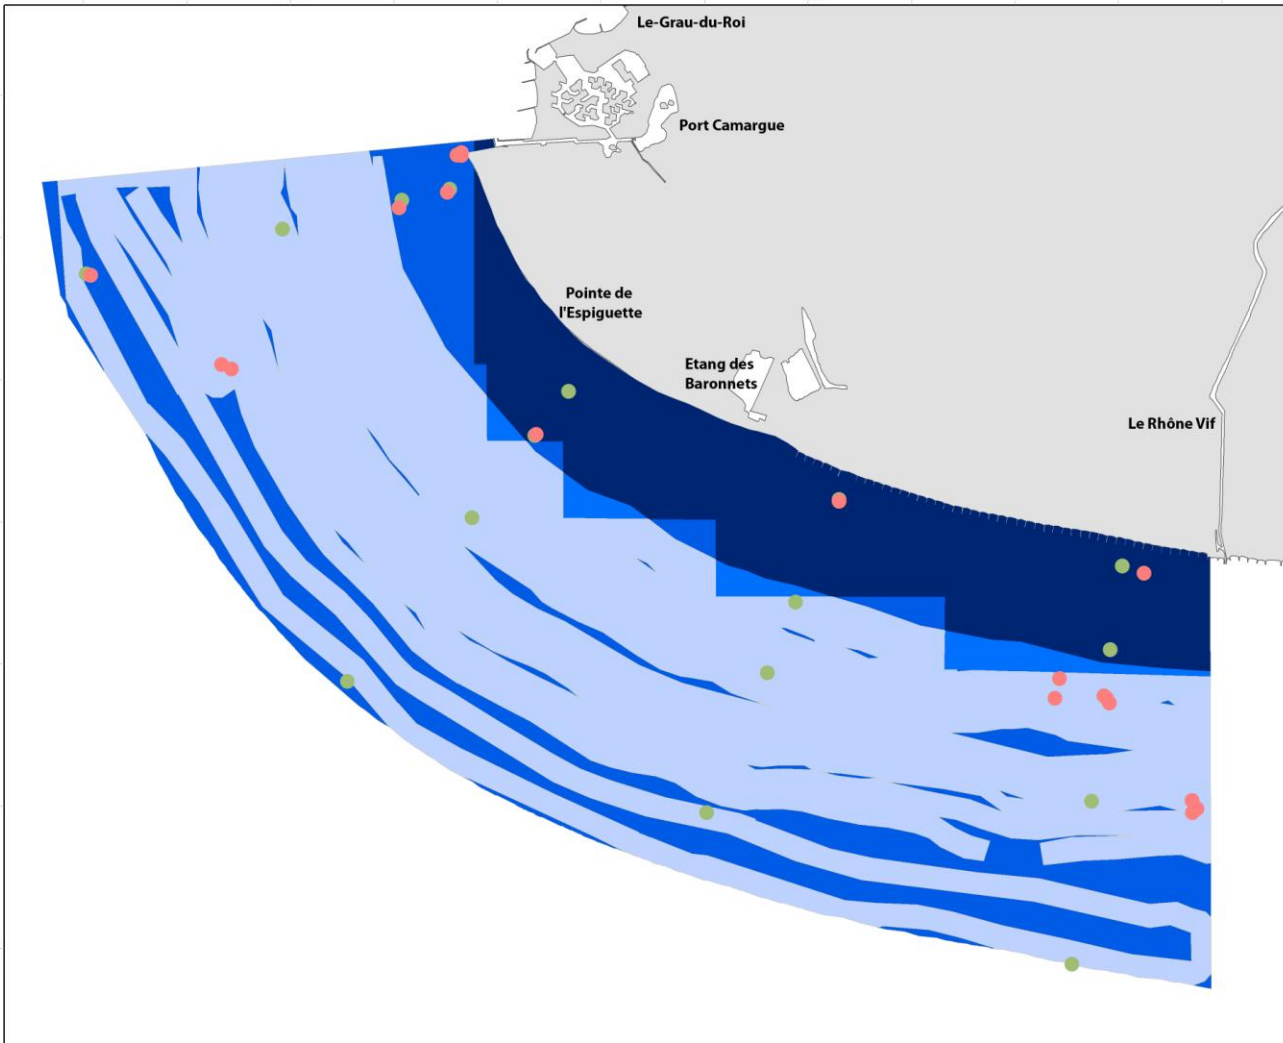 Le-Grau-du-Roi
Port Camargue
Pointe de
l'Espiguette
Etang des
Baronnets
Le Rhône Vif